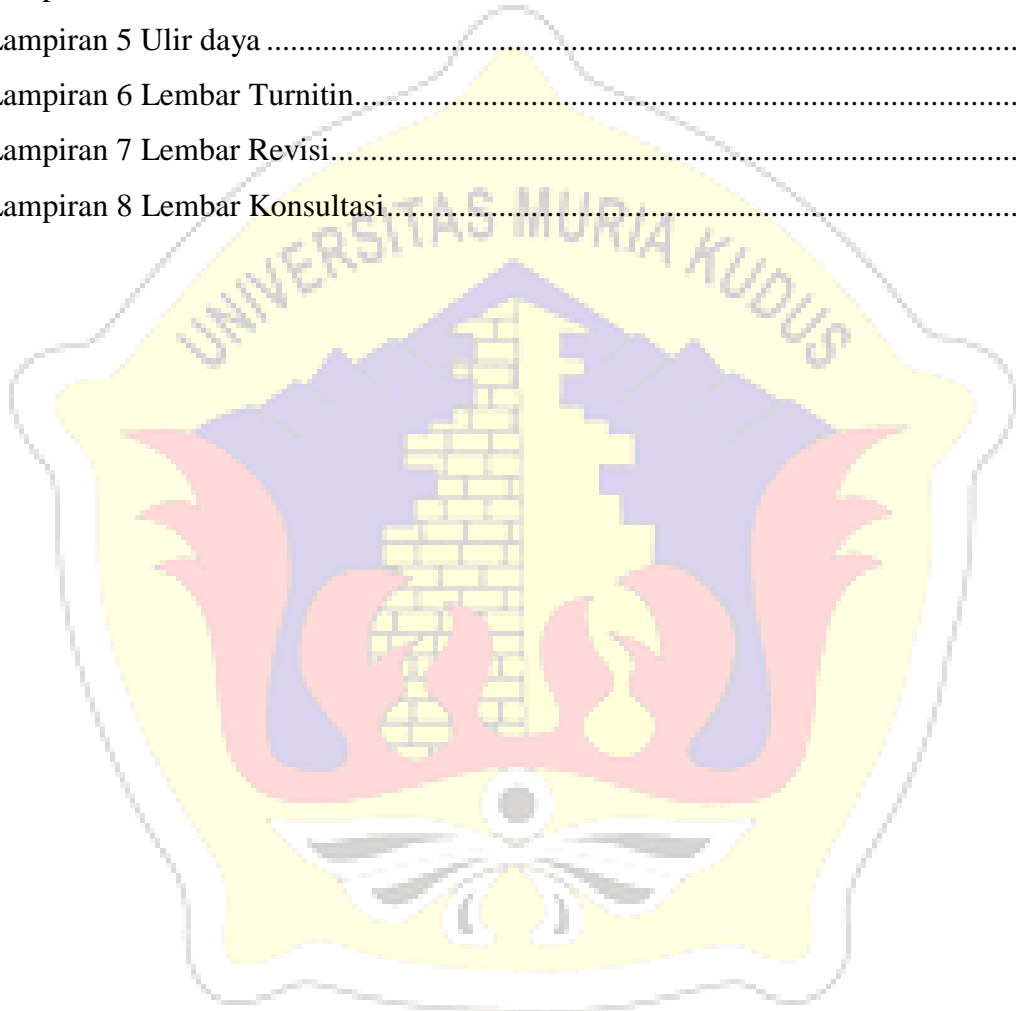 Lampiran 5 Ulir daya ........................................................................
Lampiran 6 Lembar Turnitin........................................................................
Lampiran 7 Lembar Revisi........................................................................
Lampiran 8 Lembar Konsultasi........................................................................
UNIVERSITAS MURIA KUDUS